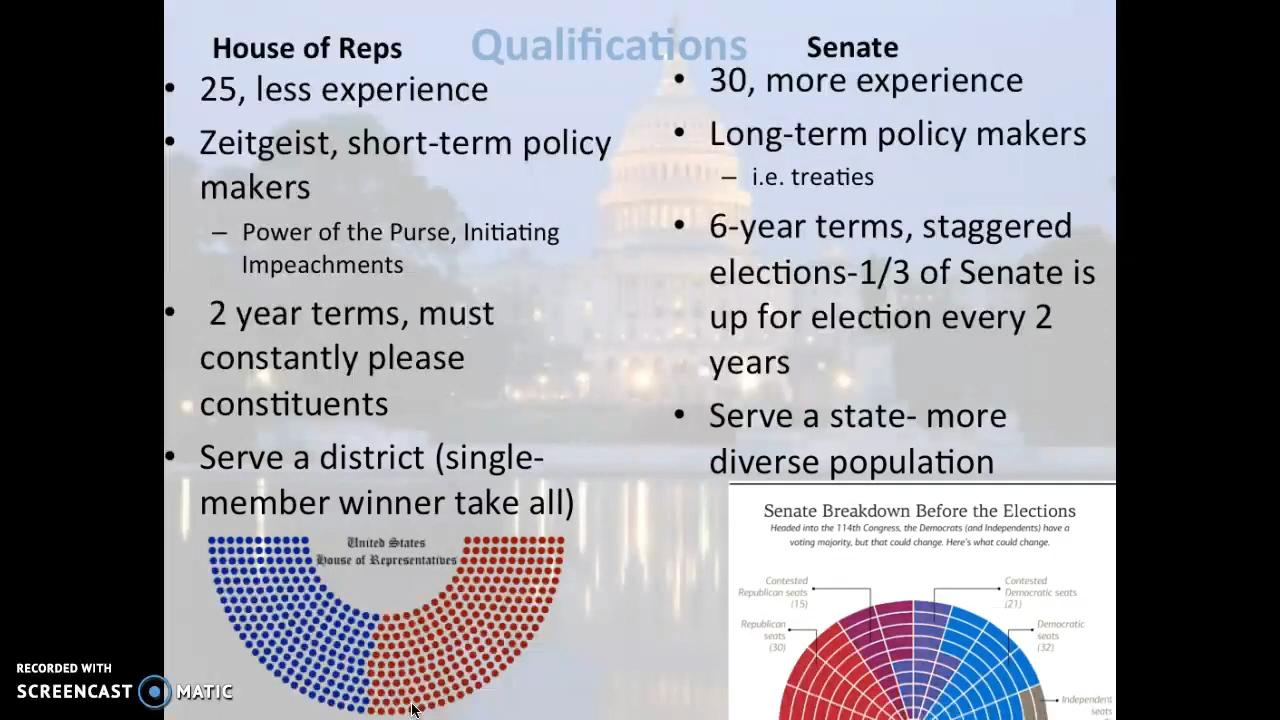 Qualifications
House of Reps
• 25, less experience
• Zeitgeist, short-term policy
makers
– Power of the Purse, Initiating
Impeachments
• 2 year terms, must
constantly please
constituents
• Serve a district (single-
member winner take all)
United States
House of Representatives
Senate
• 30, more experience
• Long-term policy makers
– i.e. treaties
• 6-year terms, staggered
elections-1/3 of Senate is
up for election every 2
years
• Serve a state- more
diverse population
Senate Breakdown Before the Elections
Headed into the 114th Congress, the Democrats (and Independents) have a
voting majority, but that could change. Here's what could change.
Contested
Republican seats
(15)
Contested
Democratic seats
(21)
Republican
seats
(30)
Democratic
seats
(32)
Independent
seats
RECORDED WITH
SCREENCAST MATIC